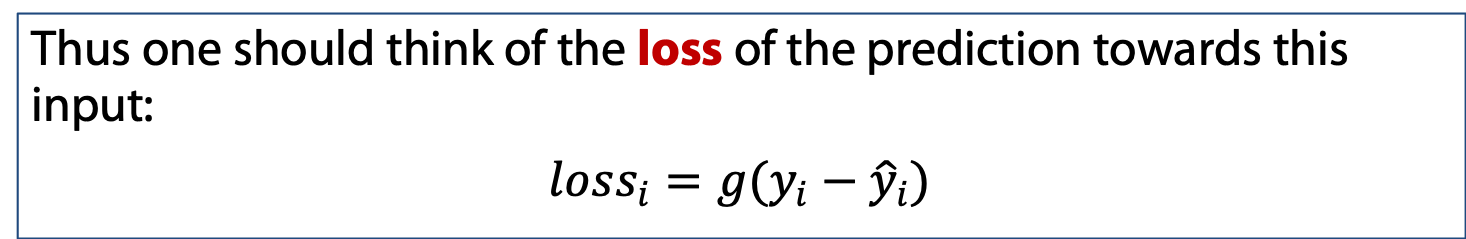 Thus one should think of the loss of the prediction towards this
input:
lossᵢ = g(yᵢ − ŷᵢ)